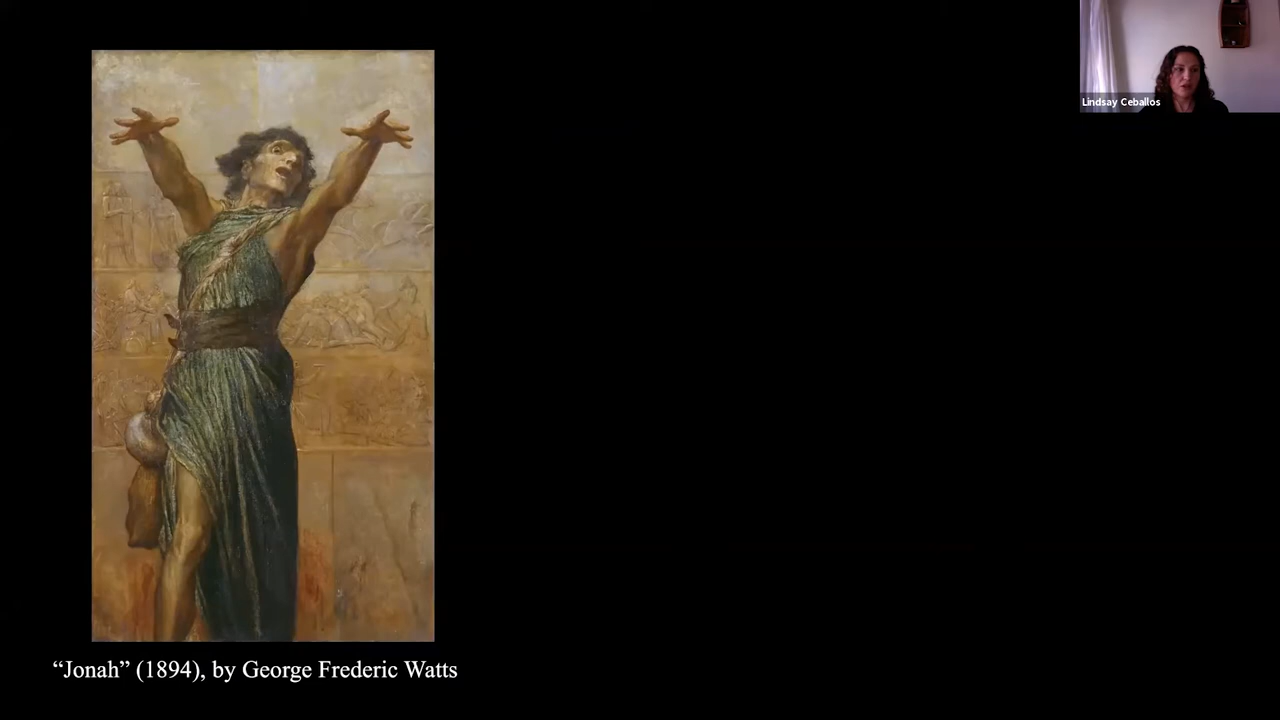 Lindsay Ceballos
“Jonah” (1894), by George Frederic Watts